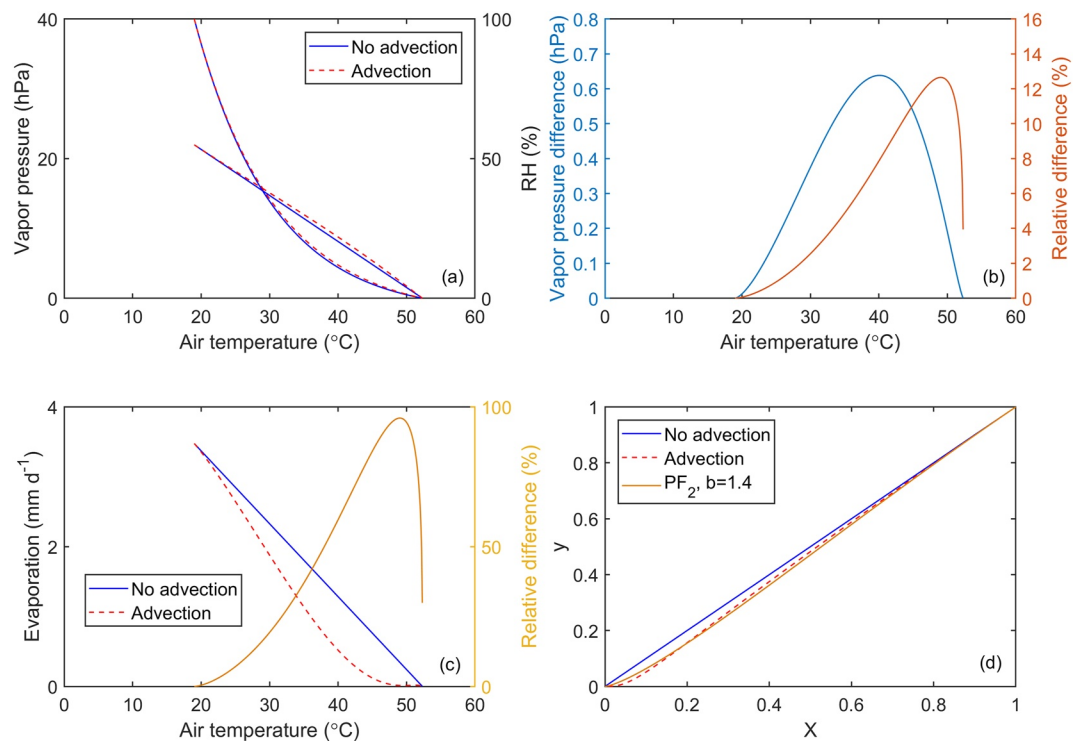 40
20
0
Vapor pressure (hPa)
100
50
0
RH (%)
No advection
Advection
(a)
0 10 20 30 40 50 60
Air temperature (°C)
0.8
0.7
0.6
0.5
0.4
0.3
0.2
0.1
0
Vapor pressure difference (hPa)
16
14
12
10
8
6
4
2
0
Relative difference (%)
(b)
0 10 20 30 40 50 60
Air temperature (°C)
4
2
0
Evaporation (mm d-1)
100
50
0
Relative difference (%)
No advection
Advection
(c)
0 10 20 30 40 50 60
Air temperature (°C)
1
0.8
0.6
0.4
0.2
0
y
No advection
Advection
PF2, b=1.4
(d)
0 0.2 0.4 0.6 0.8 1
X